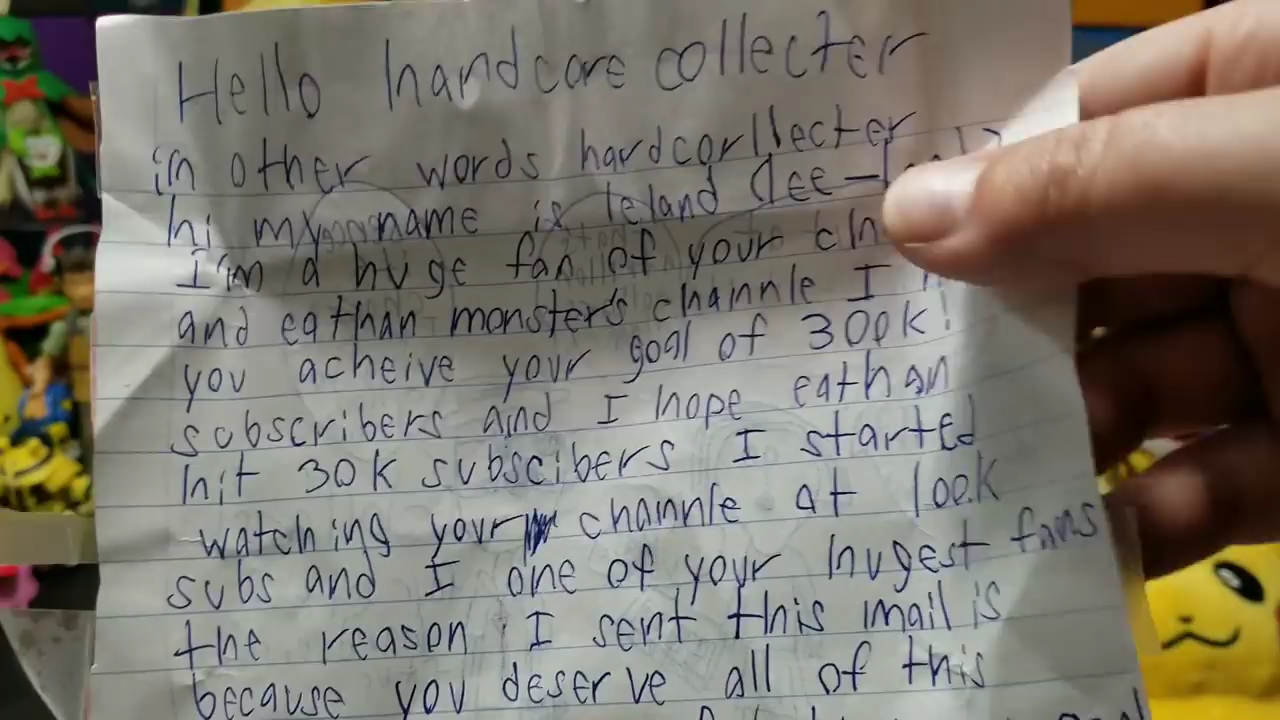 Hello handcore collecter
in other words hardcorllecter
hi my name is leland
I'm a huge fan of your
and eathan monster's channle I
you acheive your goal of 300k!
subscribers and I hope eathan
hit 30k subscibers I started
watching your channle at 100k
subs and I one of your hugest fans
the reason I sent this mail is
because you deserve all of this